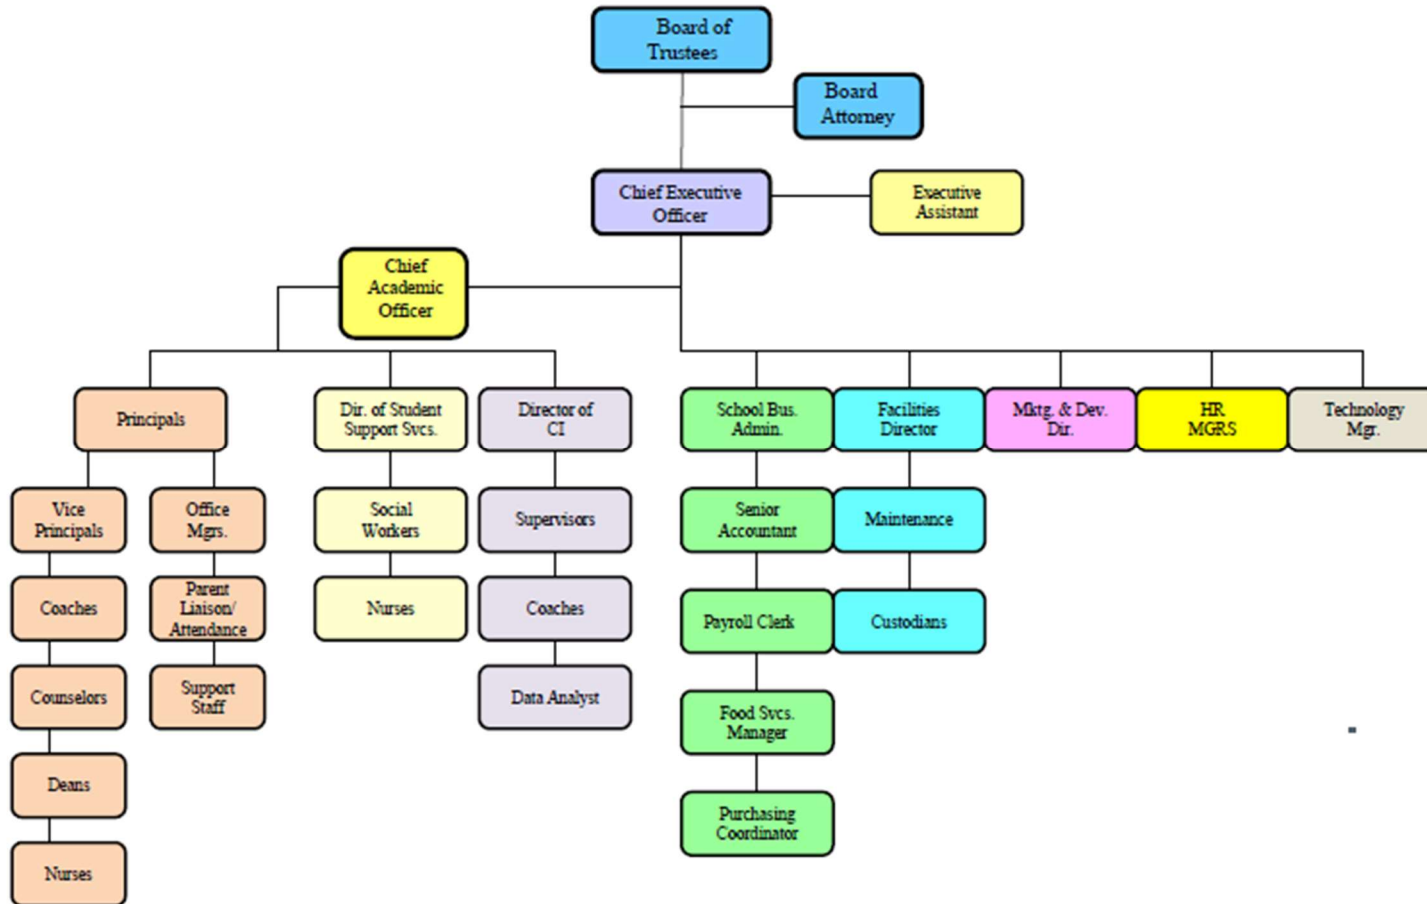 Board of
Trustees
Board
Attorney
Chief Executive
Officer
Executive
Assistant
Chief
Academic
Officer
Principals
Dir. of Student
Support Svcs.
Director of
CI
School Bus.
Admin.
Facilities
Director
Mktg. & Dev.
Dir.
HR
MGRS
Technology
Mgr.
Vice
Principals
Office
Mgrs.
Social
Workers
Supervisors
Senior
Accountant
Maintenance
Coaches
Parent
Liaison/
Attendance
Nurses
Coaches
Payroll Clerk
Custodians
Counselors
Support
Staff
Data Analyst
Food Svcs.
Manager
Deans
Purchasing
Coordinator
Nurses